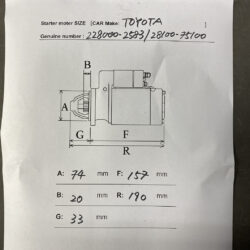 Starter motor SIZE (CAR Make: TOYOTA )
Genuine number : 228000-2583/28100-75100
B
A
G F
R
A: 74 mm F: 157 mm
B: 20 mm R: 190 mm
G: 33 mm